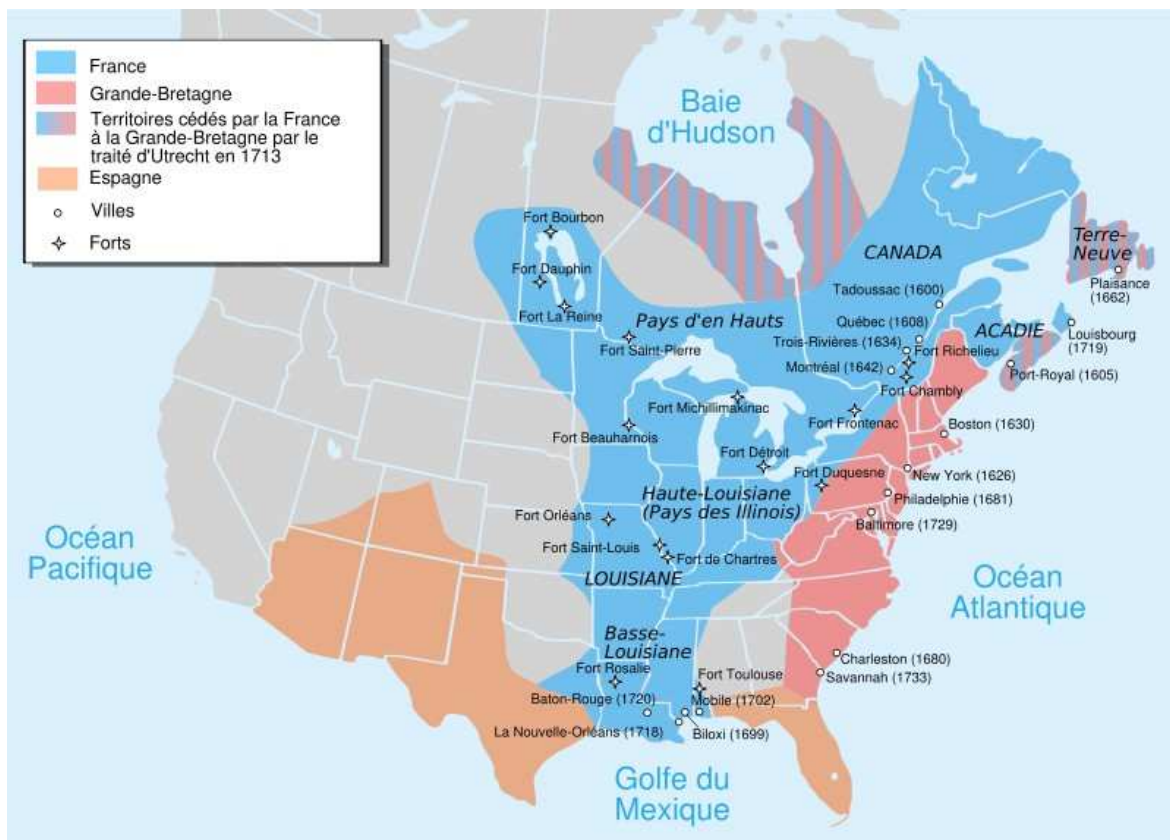 France
Grande-Bretagne
Territoires cédés par la France
à la Grande-Bretagne par le
traité d'Utrecht en 1713
Espagne
Villes
Forts
Baie
d'Hudson
Fort Bourbon
Fort Dauphin
Fort La Reine
Pays d'en Hauts
Fort Saint-Pierre
CANADA
Terre-
Neuve
Plaisance
(1662)
Tadoussac (1600)
Québec (1608)
ACADIE
Louisbourg
(1719)
Trois-Rivières (1634)
Fort Richelieu
Montréal (1642)
Port-Royal (1605)
Fort Chambly
Fort Michillimakinac
Fort Frontenac
Fort Beauharnois
Boston (1630)
Fort Détroit
Fort Duquesne
New York (1626)
Haute-Louisiane
(Pays des Illinois)
Philadelphie (1681)
Baltimore (1729)
Fort Orléans
Fort Saint-Louis
Fort de Chartres
LOUISIANE
Océan
Pacifique
Océan
Atlantique
Basse-
Louisiane
Charleston (1680)
Savannah (1733)
Fort Rosalie
Fort Toulouse
Baton-Rouge (1720)
Mobile (1702)
La Nouvelle-Orléans (1718)
Biloxi (1699)
Golfe du
Mexique